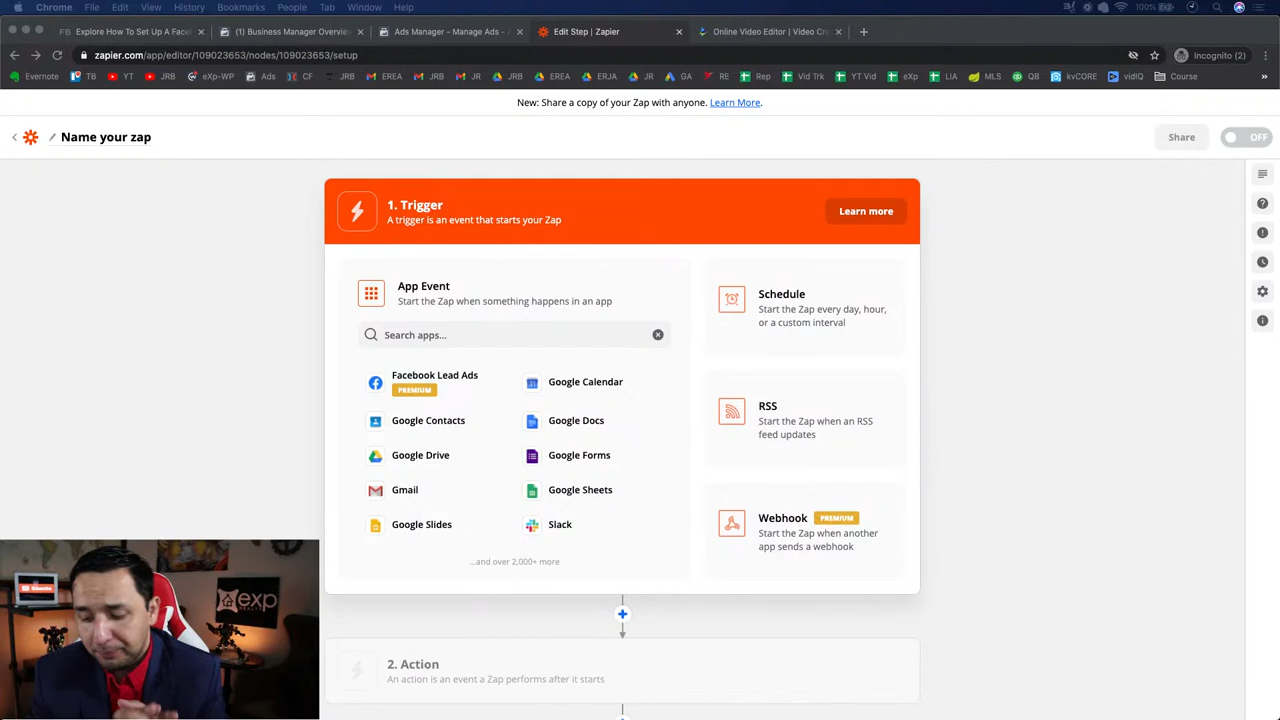 Chrome File Edit View History Bookmarks People Tab Window Help
100%
Explore How To Set Up A Facel
(1) Business Manager Overview
Ads Manager - Manage Ads -
Edit Step | Zapier
Online Video Editor | Video Cre
zapier.com/app/editor/109023653/nodes/109023653/setup
Incognito (2)
Evernote TB YT JRB eXp-WP Ads CF JRB EREA JRB JR EREA ERJA JR GA RE Rep Vid Trk YT Vid eXp LIA MLS QB kvCORE vidIQ Course
New: Share a copy of your Zap with anyone. Learn More.
Name your zap
Share
OFF
1. Trigger
A trigger is an event that starts your Zap
Learn more
App Event
Start the Zap when something happens in an app
Search apps...
Facebook Lead Ads
PREMIUM
Google Calendar
Google Contacts
Google Docs
Google Drive
Google Forms
Gmail
Google Sheets
Google Slides
Slack
...and over 2,000+ more
Schedule
Start the Zap every day, hour,
or a custom interval
RSS
Start the Zap when an RSS
feed updates
Webhook PREMIUM
Start the Zap when another
app sends a webhook
2. Action
An action is an event a Zap performs after it starts
exp
REALTY